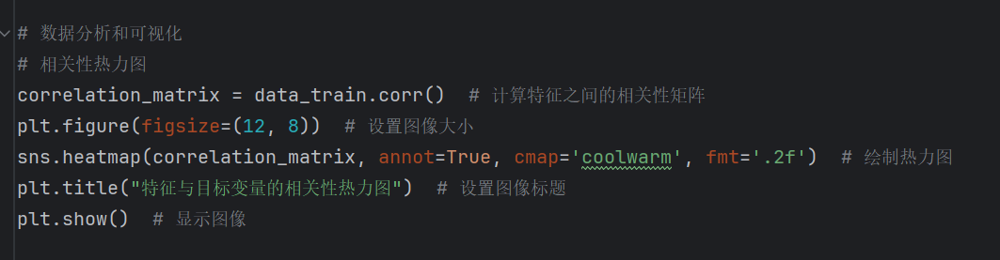 # 数据分析和可视化
# 相关性热力图
correlation_matrix = data_train.corr()  # 计算特征之间的相关性矩阵
plt.figure(figsize=(12, 8))  # 设置图像大小
sns.heatmap(correlation_matrix, annot=True, cmap='coolwarm', fmt='.2f')  # 绘制热力图
plt.title("特征与目标变量的相关性热力图")  # 设置图像标题
plt.show()  # 显示图像